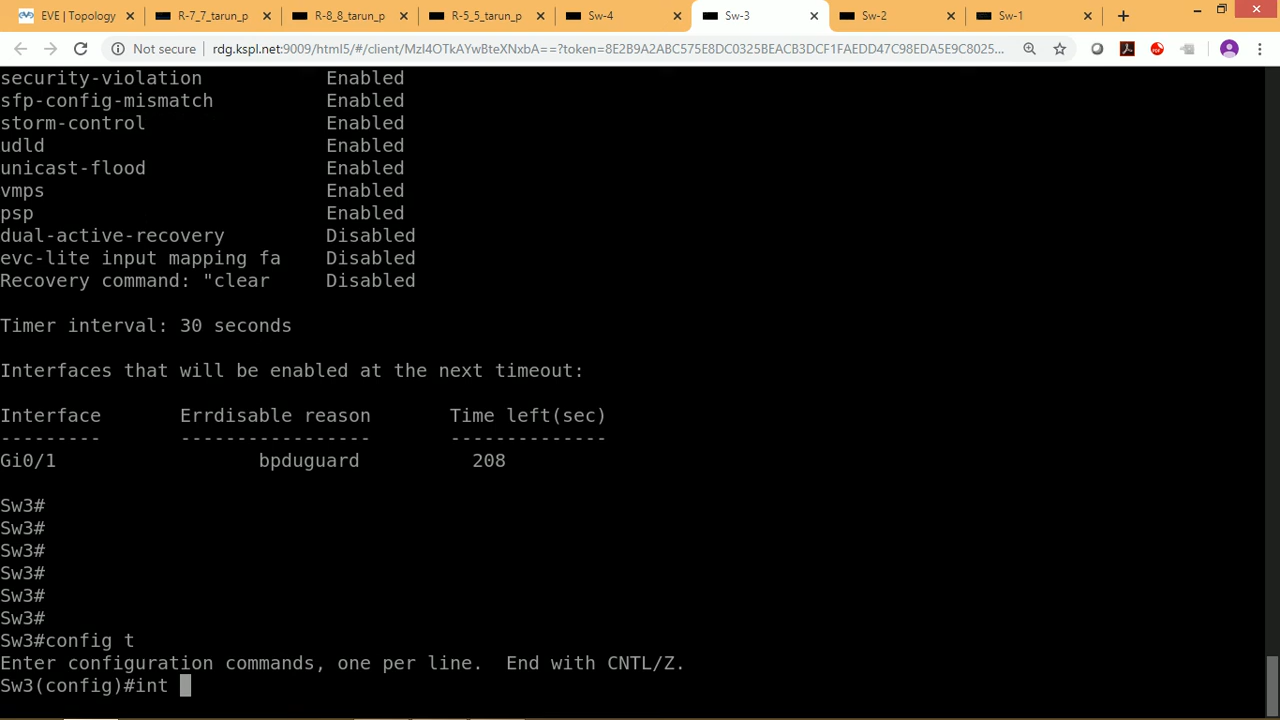 EVE | Topology
R-7_7_tarun_p
R-8_8_tarun_p
R-5_5_tarun_p
Sw-4
Sw-3
Sw-2
Sw-1
Not secure
rdg.kspl.net:9009/html5/#/client/MzI4OTkAYwBteXNxbA==?token=8E2B9A2ABC575E8DC0325BEACB3DCF1FAEDD47C98EDA5E9C8025...
security-violation Enabled
sfp-config-mismatch Enabled
storm-control Enabled
udld Enabled
unicast-flood Enabled
vmps Enabled
psp Enabled
dual-active-recovery Disabled
evc-lite input mapping fa Disabled
Recovery command: "clear Disabled
Timer interval: 30 seconds
Interfaces that will be enabled at the next timeout:
Interface Errdisable reason Time left(sec)
--------- ----------------- --------------
Gi0/1 bpduguard 208
Sw3#
Sw3#
Sw3#
Sw3#
Sw3#
Sw3#
Sw3#config t
Enter configuration commands, one per line. End with CNTL/Z.
Sw3(config)#int